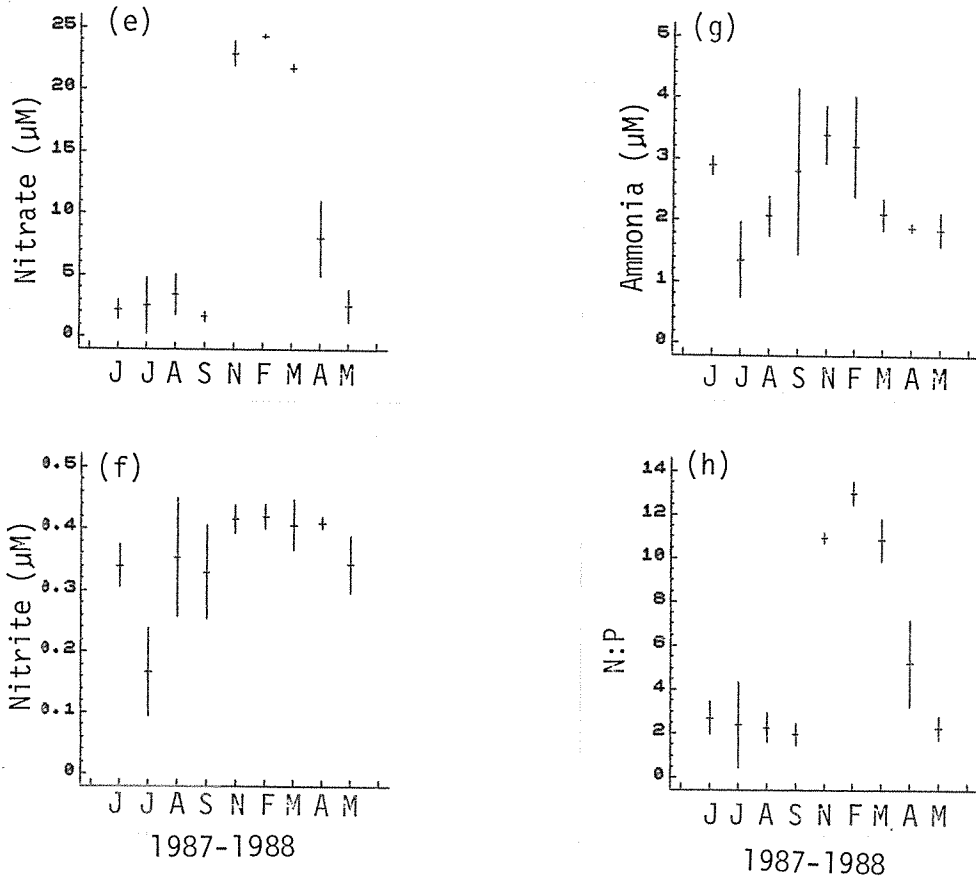 (e)
Nitrate (µM)
25
20
15
10
5
0
J J A S N F M A M
(g)
Ammonia (µM)
5
4
3
2
1
0
J J A S N F M A M
(f)
Nitrite (µM)
0.5
0.4
0.3
0.2
0.1
0
J J A S N F M A M
1987-1988
(h)
N:P
14
12
10
8
6
4
2
0
J J A S N F M A M
1987-1988